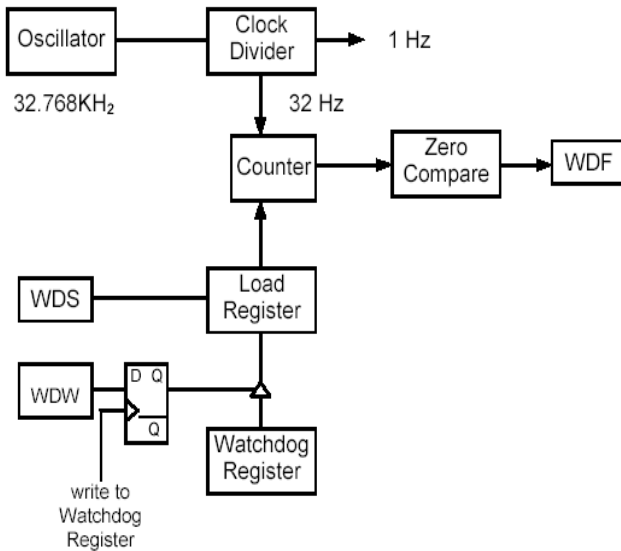 Oscillator
Clock
Divider
1 Hz
32.768KH₂
32 Hz
Counter
Zero
Compare
WDF
WDS
Load
Register
WDW
D Q
Q
Watchdog
Register
write to
Watchdog
Register